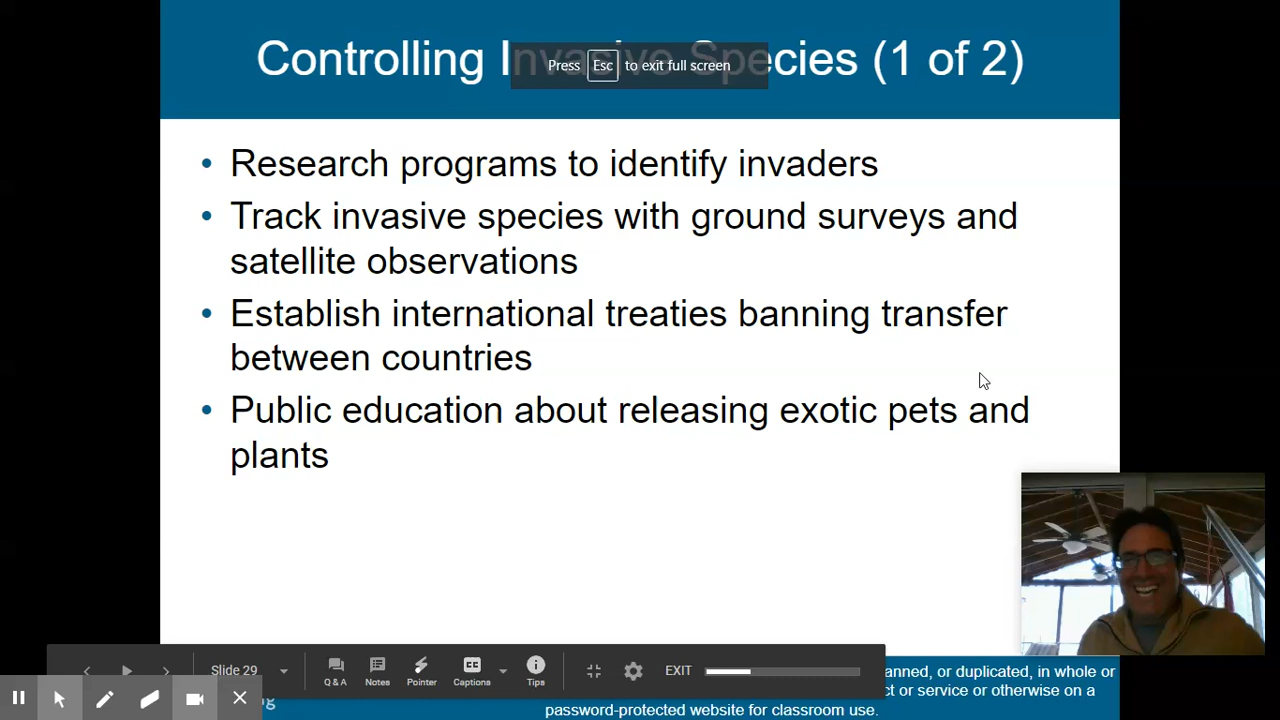 Controlling Invasive Species (1 of 2)
Press Esc to exit full screen
• Research programs to identify invaders
• Track invasive species with ground surveys and
satellite observations
• Establish international treaties banning transfer
between countries
• Public education about releasing exotic pets and
plants
Slide 29
Q & A
Notes
Pointer
CC
Captions
Tips
EXIT
anned, or duplicated, in whole or
ct or service or otherwise on a
password-protected website for classroom use.